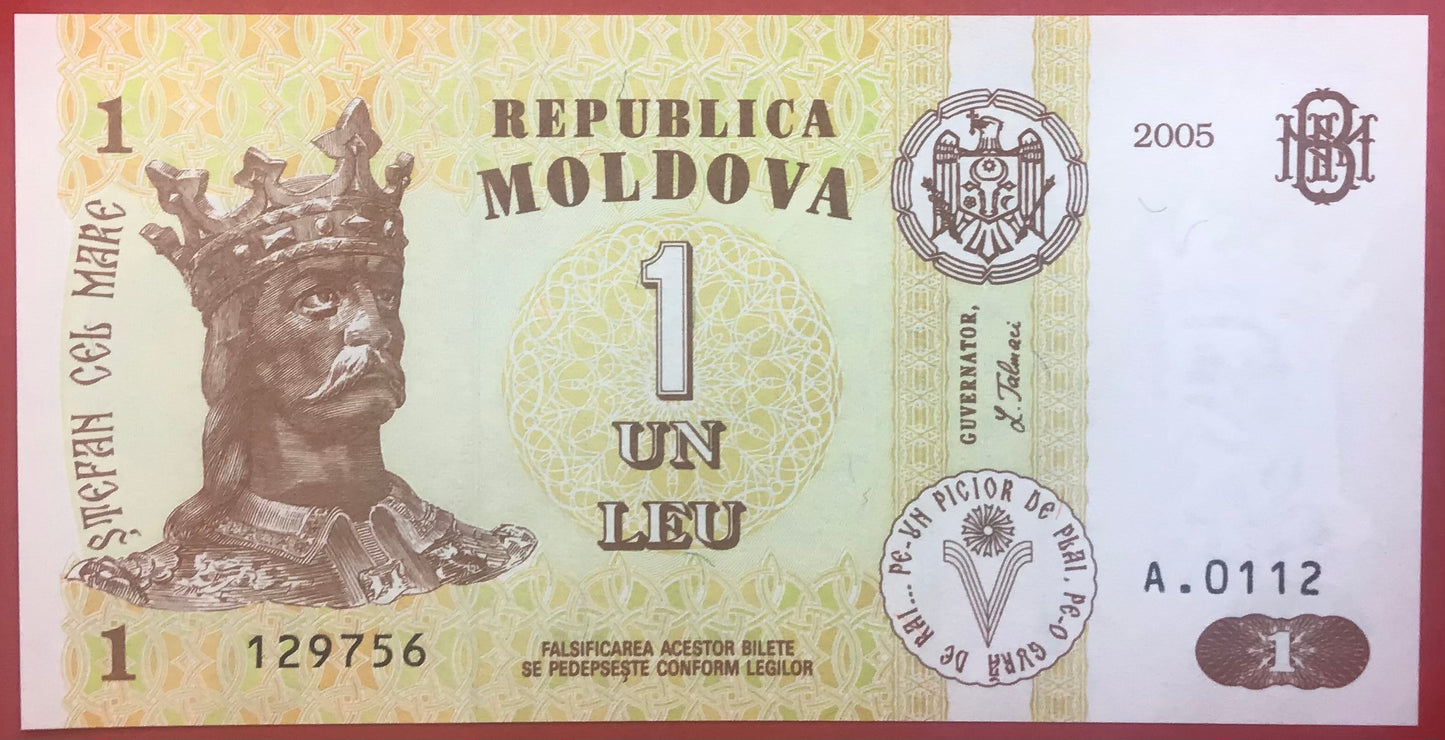 1
ȘTEFAN CEL MARE
REPUBLICA
MOLDOVA
1
UN
LEU
1
129756
FALSIFICAREA ACESTOR BILETE
SE PEDEPSEȘTE CONFORM LEGILOR
GUVERNATOR,
L. Talmaci
PE-UN PICIOR DE PLAI, PE-O GURĂ DE RAI...
2005
BNM
A.0112
1